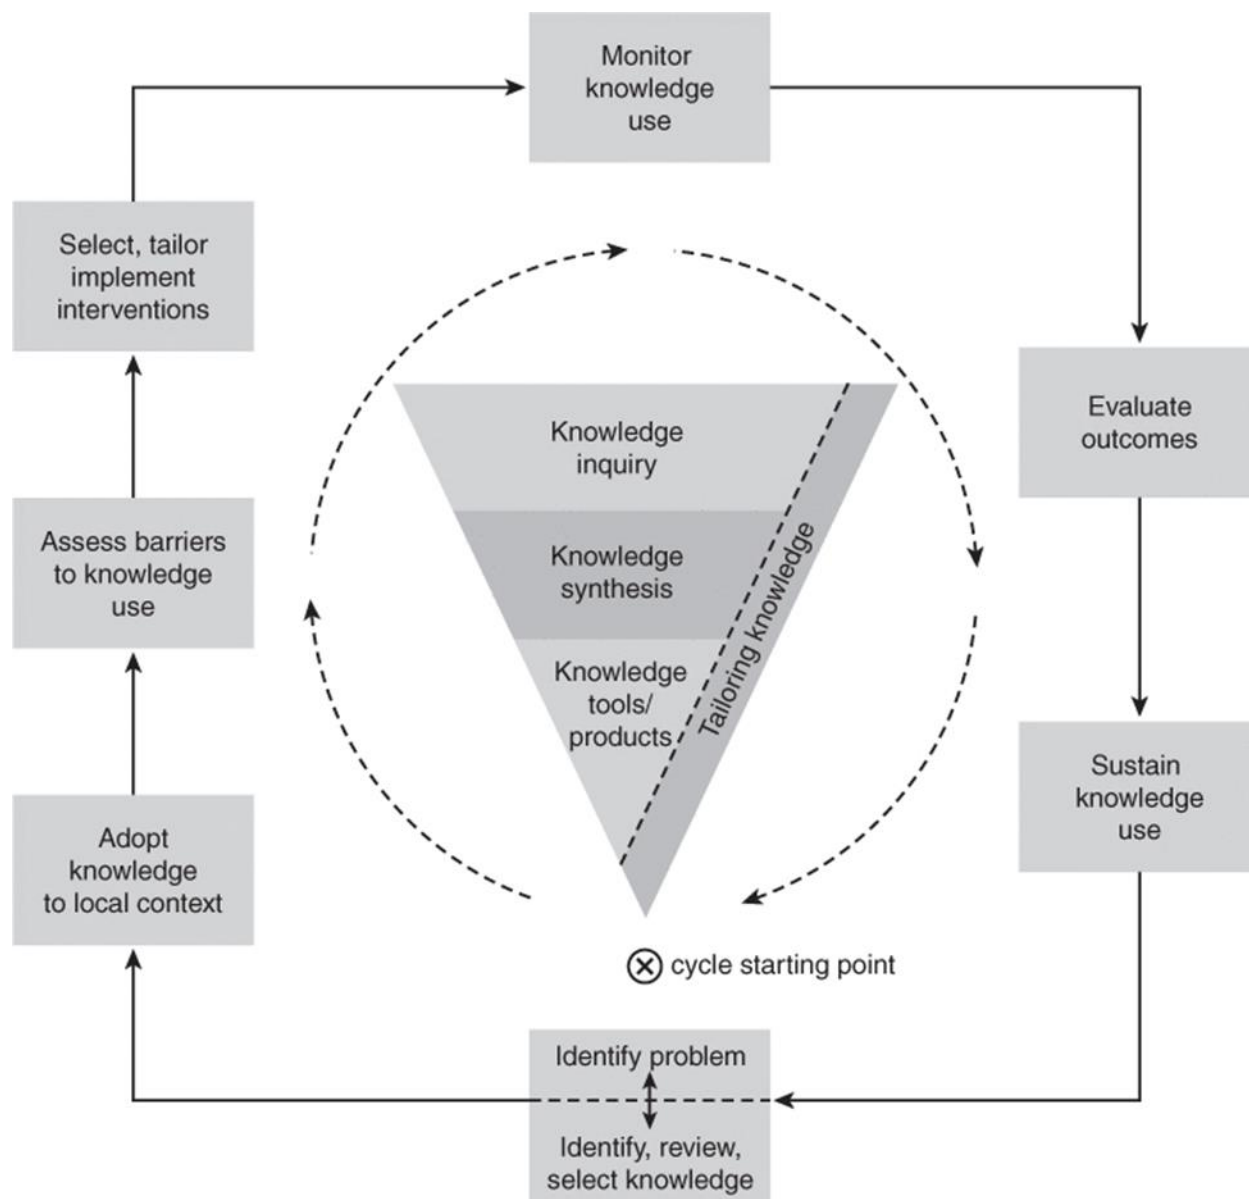 Monitor
knowledge
use
Select, tailor
implement
interventions
Evaluate
outcomes
Knowledge
inquiry
Knowledge
synthesis
Knowledge
tools/
products
Tailoring knowledge
Assess barriers
to knowledge
use
Sustain
knowledge
use
Adopt
knowledge
to local context
cycle starting point
Identify problem
Identify, review,
select knowledge